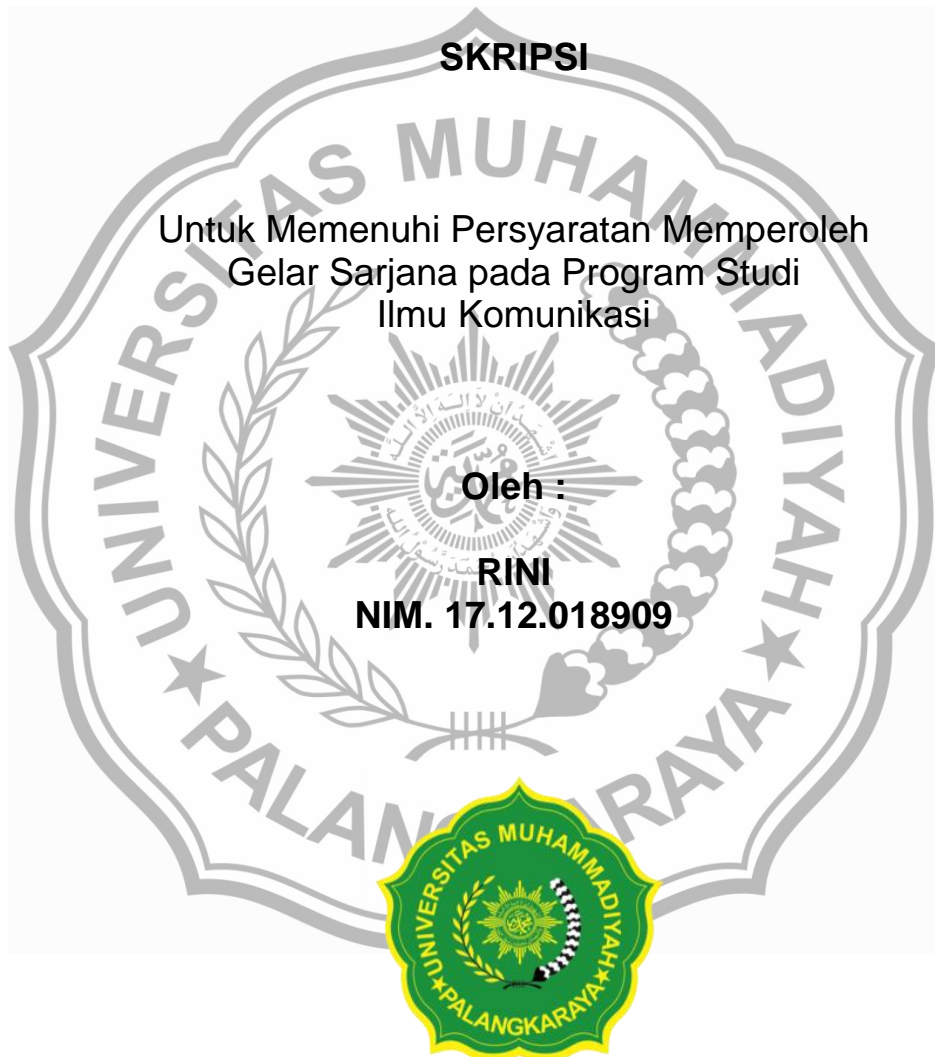 SKRIPSI
UNIVERSITAS MUHAMMADIYAH
PALANGKARAYA
Untuk Memenuhi Persyaratan Memperoleh
Gelar Sarjana pada Program Studi
Ilmu Komunikasi
Oleh :
RINI
NIM. 17.12.018909
UNIVERSITAS MUHAMMADIYAH
PALANGKARAYA